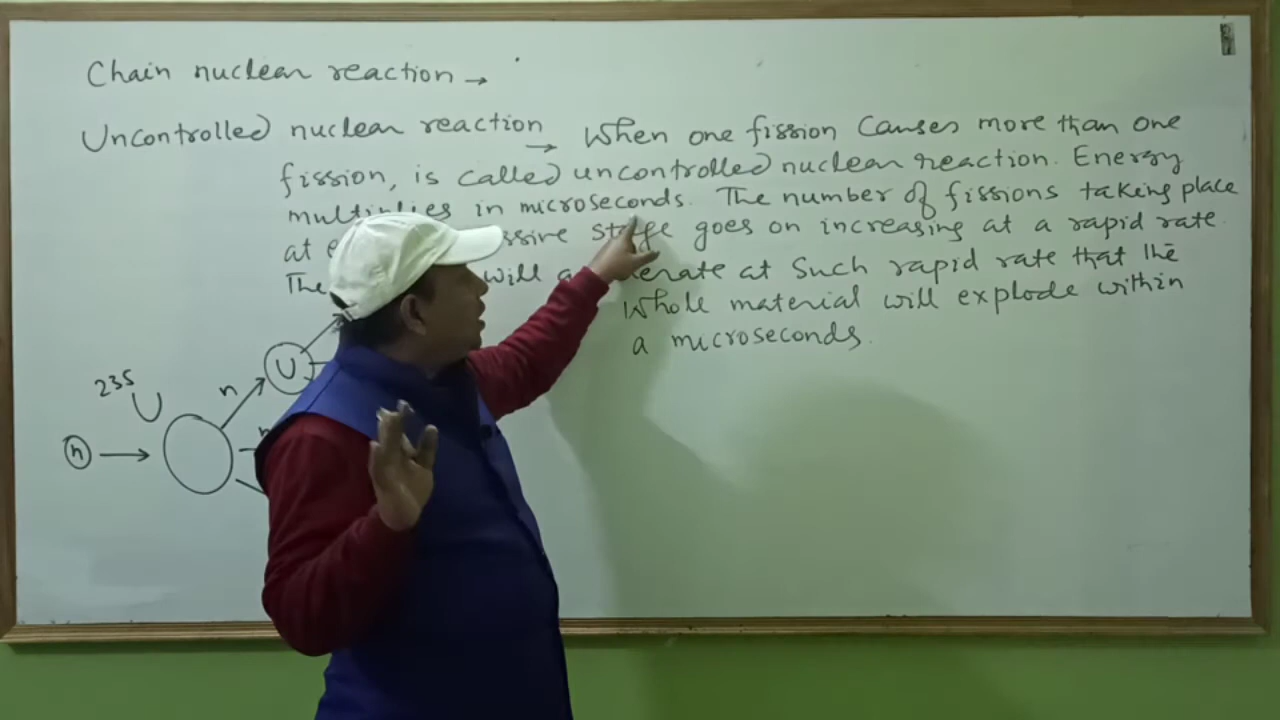 Chain nuclear reaction →
Uncontrolled nuclear reaction → When one fission causes more than one
fission, is called uncontrolled nuclear reaction. Energy
multiplies in microseconds. The number of fissions taking place
at goes on increasing at a rapid rate.
The will at such rapid rate that the
whole material will explode within
a microseconds.
235
U
n
U
n
n